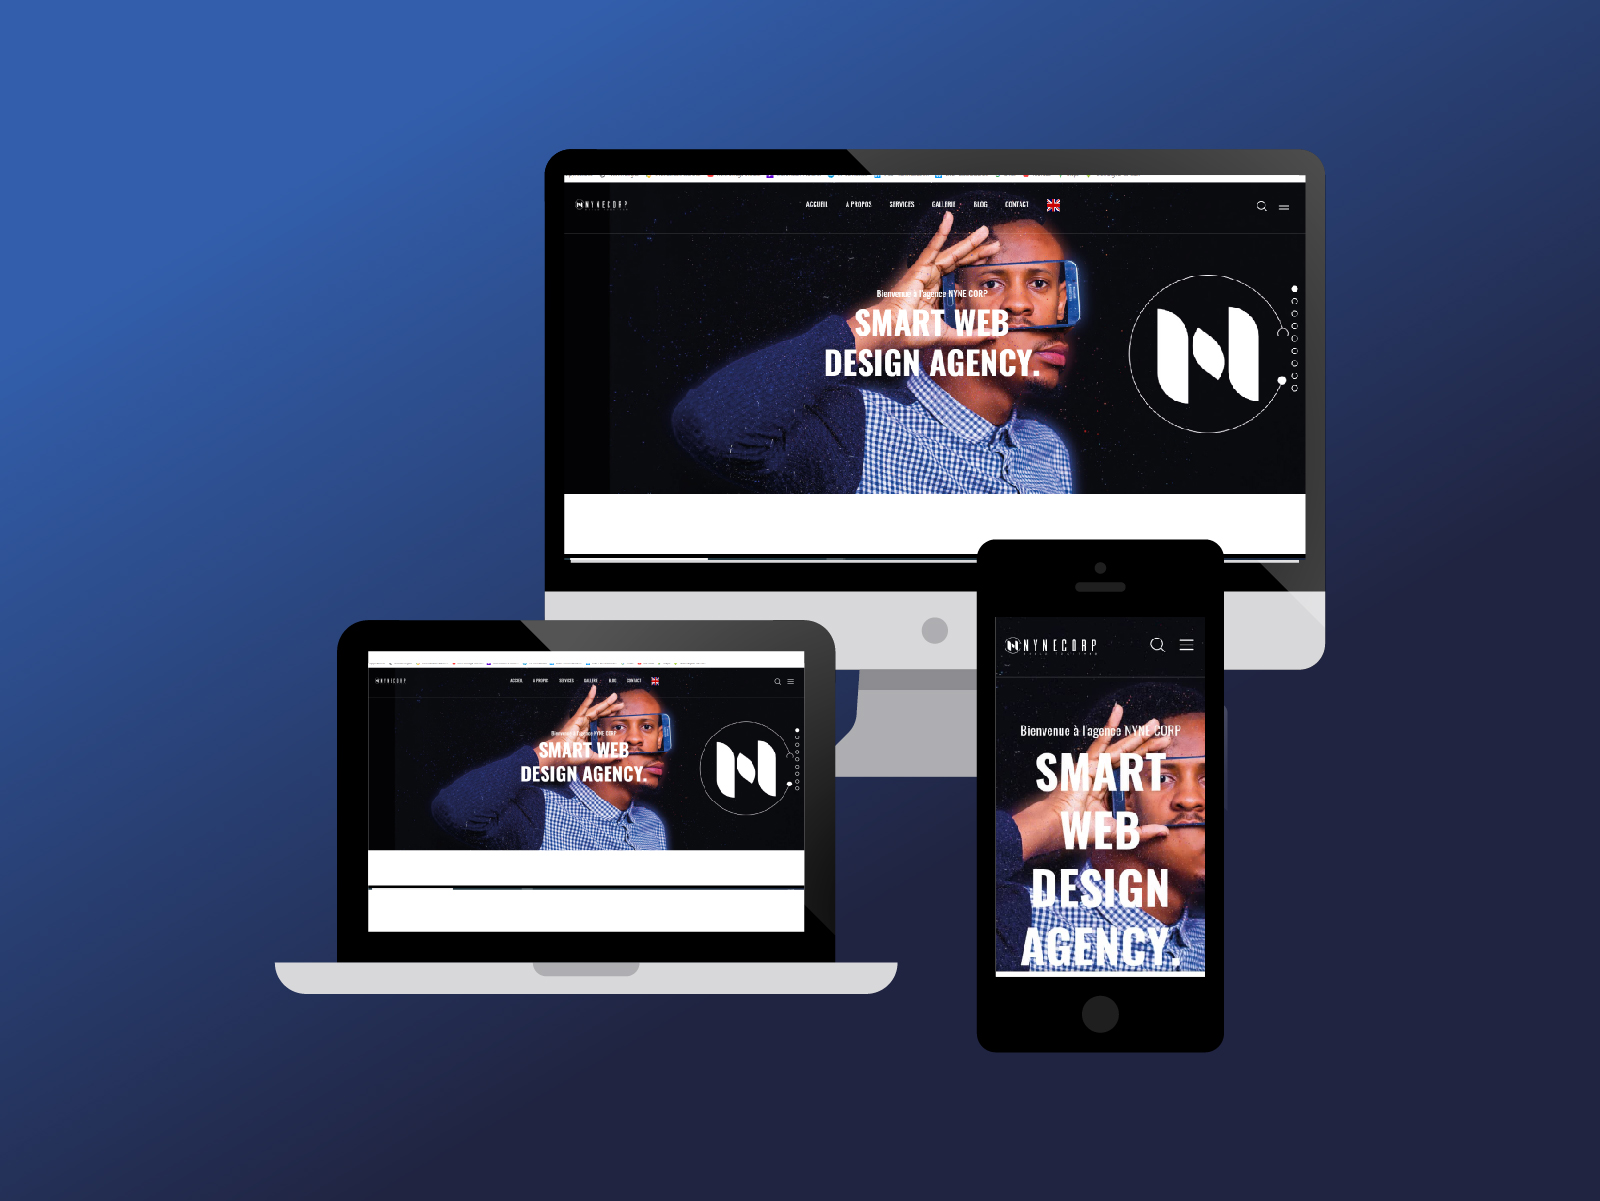 NYNECORP
ACCUEIL A PROPOS SERVICES GALLERIE BLOG CONTACT
Bienvenue à l'agence NYNE CORP
SMART WEB
DESIGN AGENCY.
NYNECORP
ACCUEIL A PROPOS SERVICES GALLERIE BLOG CONTACT
Bienvenue à l'agence NYNE CORP
SMART WEB
DESIGN AGENCY.
NYNECORP
Bienvenue à l'agence NYNE CORP
SMART
WEB
DESIGN
AGENCY.